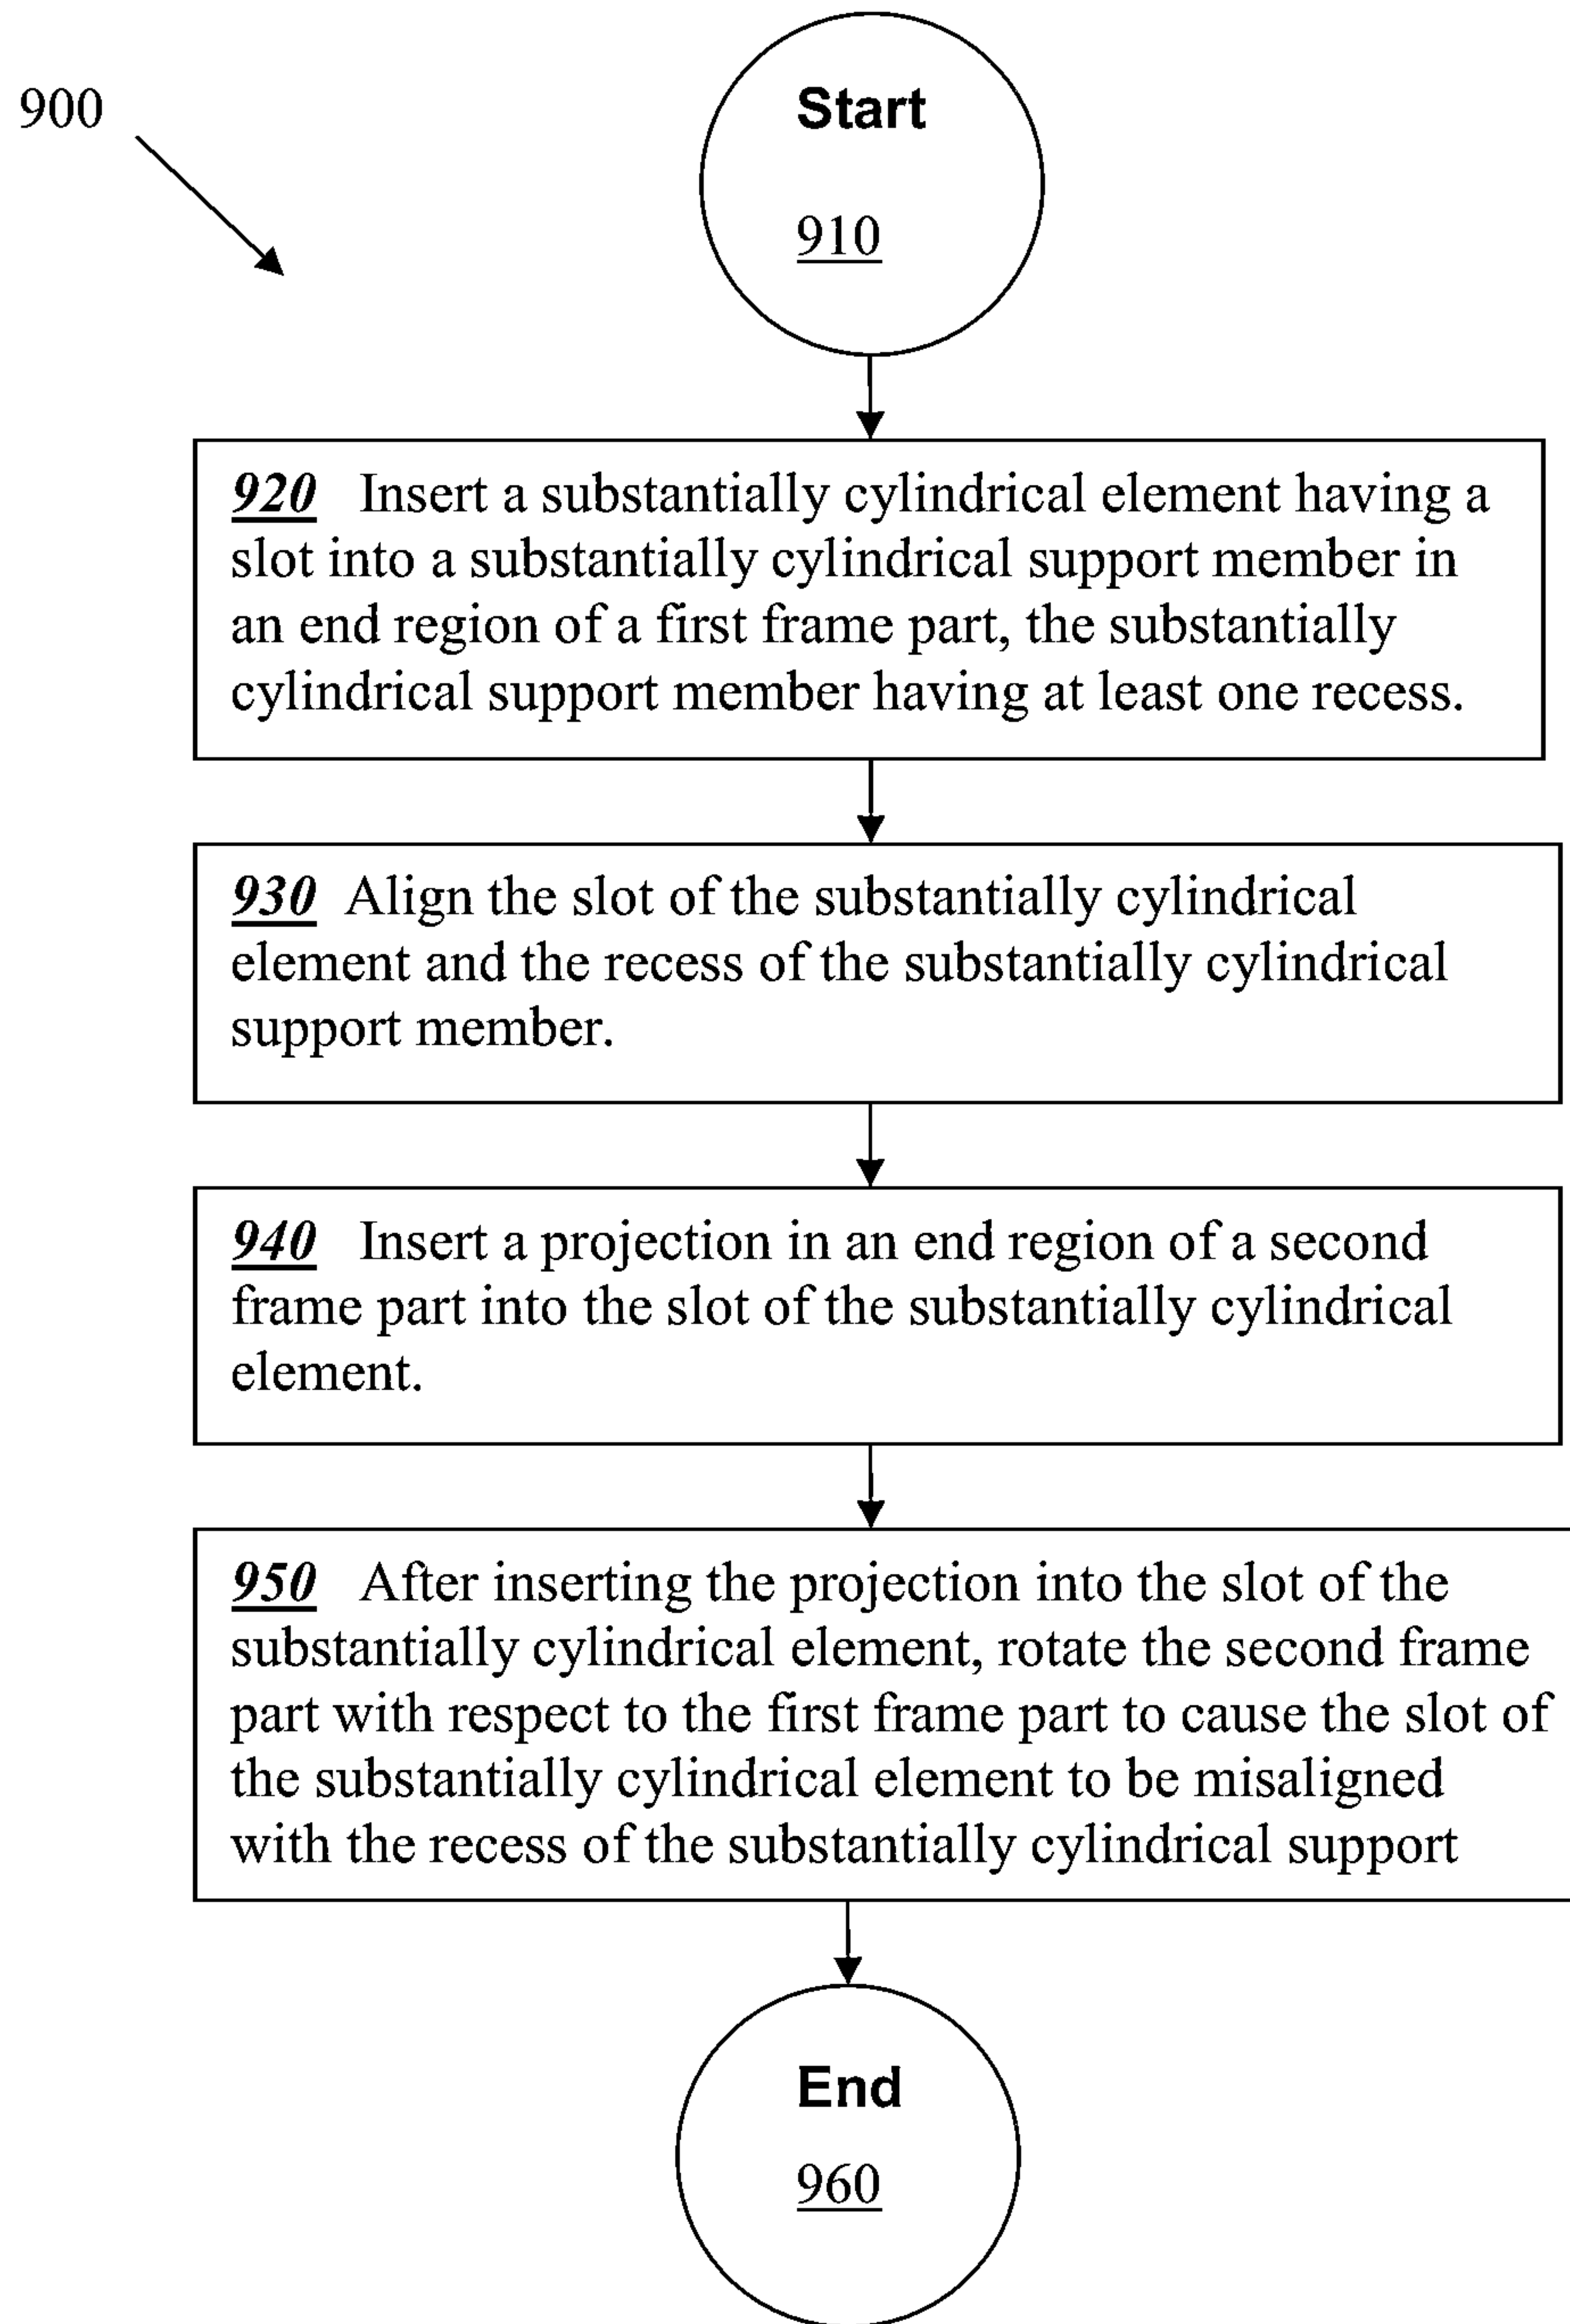 900
Start
910
920 Insert a substantially cylindrical element having a
slot into a substantially cylindrical support member in
an end region of a first frame part, the substantially
cylindrical support member having at least one recess.
930 Align the slot of the substantially cylindrical
element and the recess of the substantially cylindrical
support member.
940 Insert a projection in an end region of a second
frame part into the slot of the substantially cylindrical
element.
950 After inserting the projection into the slot of the
substantially cylindrical element, rotate the second frame
part with respect to the first frame part to cause the slot of
the substantially cylindrical element to be misaligned
with the recess of the substantially cylindrical support
End
960